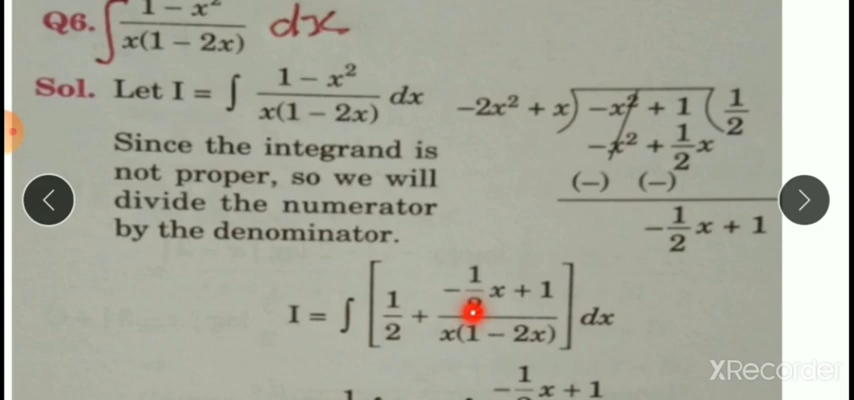 Q6. ∫ 1 − x² / x(1 − 2x) dx
Sol. Let I = ∫ 1 − x² / x(1 − 2x) dx
−2x² + x) −x² + 1 ( 1/2
−x² + 1/2 x
(−) (−)
− 1/2 x + 1
Since the integrand is
not proper, so we will
divide the numerator
by the denominator.
I = ∫ [ 1/2 + − 1/2 x + 1 / x(1 − 2x) ] dx
− 1/2 x + 1
XRecorder